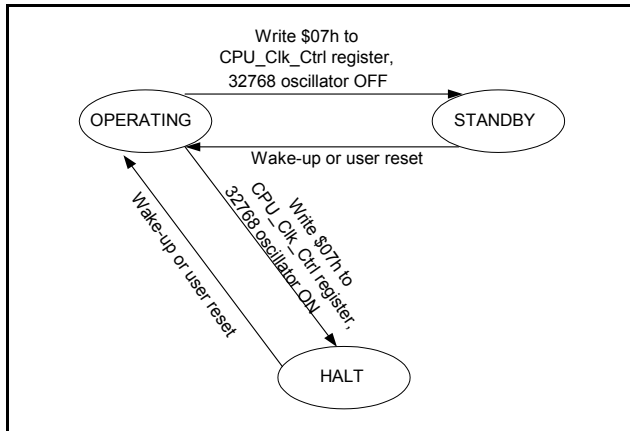 Write $07h to
CPU_Clk_Ctrl register,
32768 oscillator OFF
OPERATING
STANDBY
Wake-up or user reset
Write $07h to
CPU_Clk_Ctrl register,
32768 oscillator ON
Wake-up or user reset
HALT